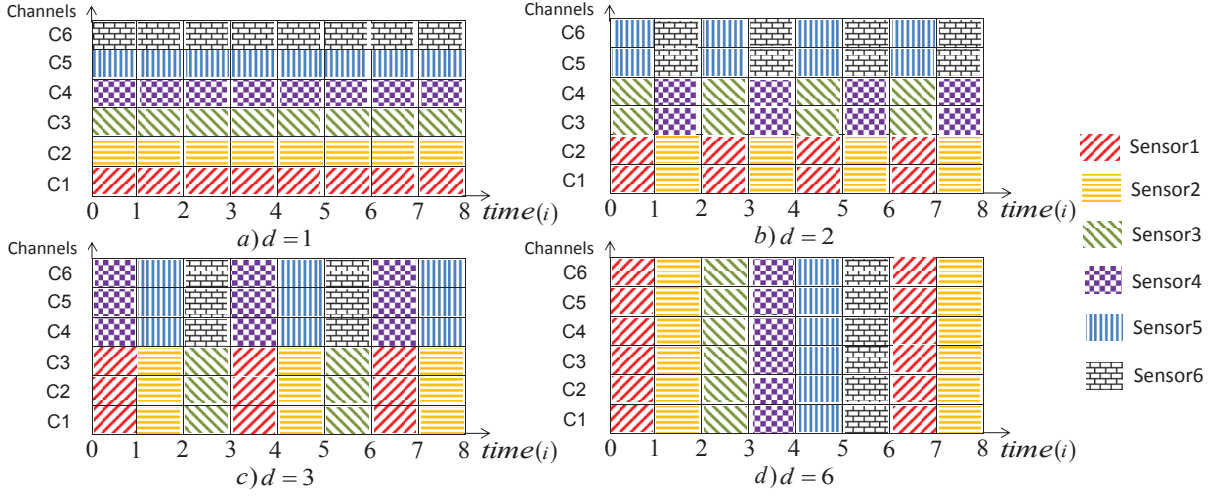 Channels
C6
C5
C4
C3
C2
C1
0 1 2 3 4 5 6 7 8 time(i)
a) d = 1
Channels
C6
C5
C4
C3
C2
C1
0 1 2 3 4 5 6 7 8 time(i)
b) d = 2
Channels
C6
C5
C4
C3
C2
C1
0 1 2 3 4 5 6 7 8 time(i)
c) d = 3
Channels
C6
C5
C4
C3
C2
C1
0 1 2 3 4 5 6 7 8 time(i)
d) d = 6
Sensor1
Sensor2
Sensor3
Sensor4
Sensor5
Sensor6